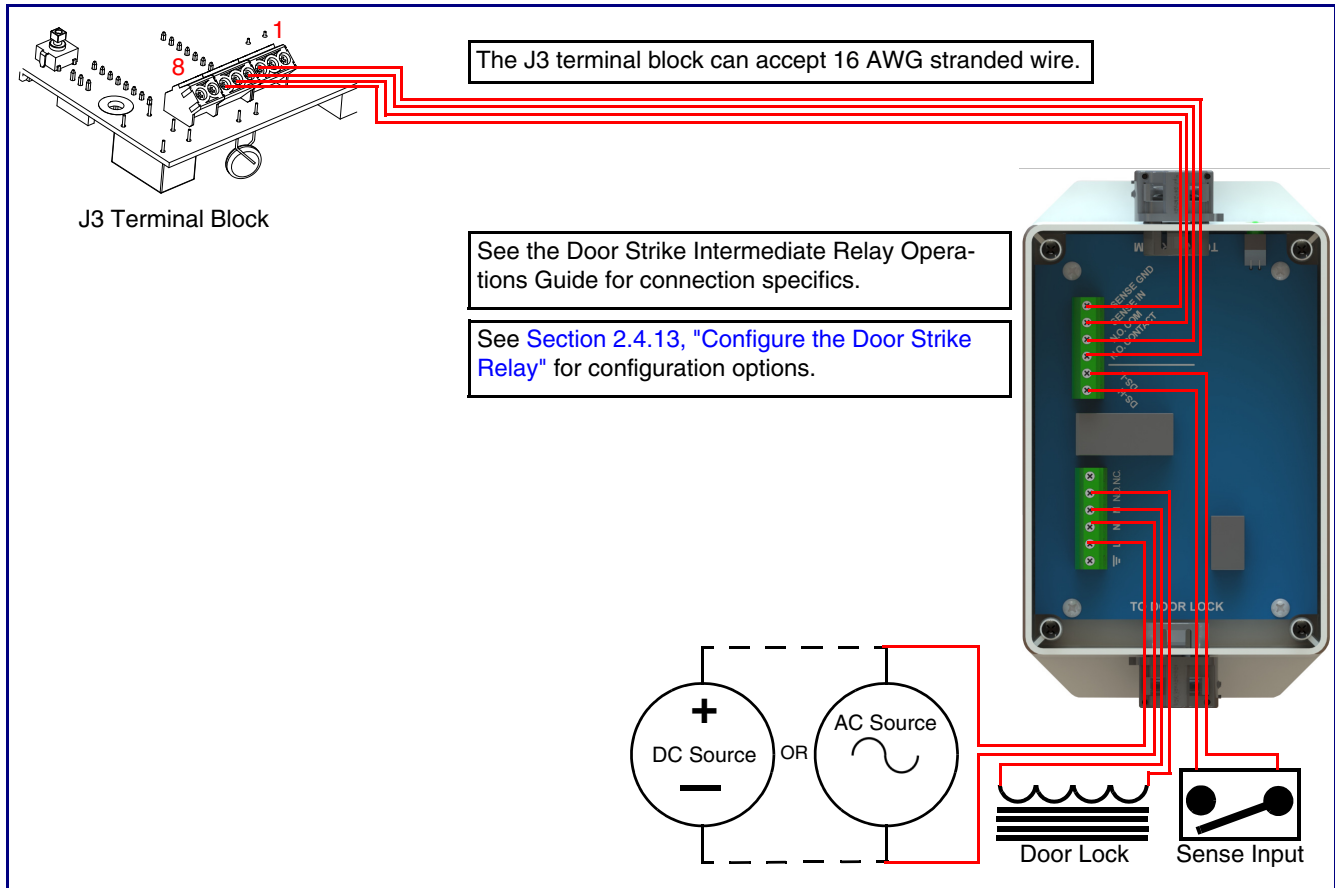 1
8
The J3 terminal block can accept 16 AWG stranded wire.
J3 Terminal Block
See the Door Strike Intermediate Relay Opera-
tions Guide for connection specifics.
See Section 2.4.13, "Configure the Door Strike
Relay" for configuration options.
SENSE GND
SENSE IN
N.O. COM
N.O. CONTACT
DS-
DS+
N.C.
N.O.
N
N
L
TO DOOR LOCK
+
DC Source
—
OR
AC Source
Door Lock
Sense Input